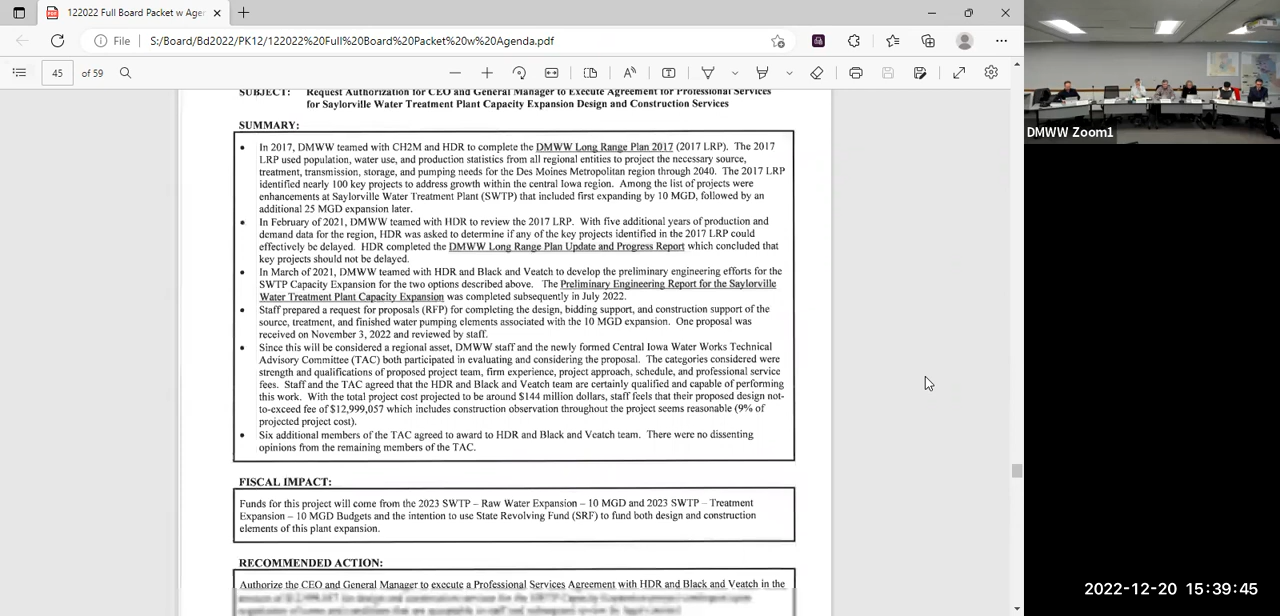 122022 Full Board Packet w Ager
File
S:/Board/Bd2022/PK12/122022%20Full%20Board%20Packet%20w%20Agenda.pdf
45
of 59
SUBJECT: Request Authorization for CEO and General Manager to Execute Agreement for Professional Services
for Saylorville Water Treatment Plant Capacity Expansion Design and Construction Services
SUMMARY:
• In 2017, DMWW teamed with CH2M and HDR to complete the DMWW Long Range Plan 2017 (2017 LRP). The 2017
LRP used population, water use, and production statistics from all regional entities to project the necessary source,
treatment, transmission, storage, and pumping needs for the Des Moines Metropolitan region through 2040. The 2017 LRP
identified nearly 100 key projects to address growth within the central Iowa region. Among the list of projects were
enhancements at Saylorville Water Treatment Plant (SWTP) that included first expanding by 10 MGD, followed by an
additional 25 MGD expansion later.
• In February of 2021, DMWW teamed with HDR to review the 2017 LRP. With five additional years of production and
demand data for the region, HDR was asked to determine if any of the key projects identified in the 2017 LRP could
effectively be delayed. HDR completed the DMWW Long Range Plan Update and Progress Report which concluded that
key projects should not be delayed.
• In March of 2021, DMWW teamed with HDR and Black and Veatch to develop the preliminary engineering efforts for the
SWTP Capacity Expansion for the two options described above. The Preliminary Engineering Report for the Saylorville
Water Treatment Plant Capacity Expansion was completed subsequently in July 2022.
• Staff prepared a request for proposals (RFP) for completing the design, bidding support, and construction support of the
source, treatment, and finished water pumping elements associated with the 10 MGD expansion. One proposal was
received on November 3, 2022 and reviewed by staff.
• Since this will be considered a regional asset, DMWW staff and the newly formed Central Iowa Water Works Technical
Advisory Committee (TAC) both participated in evaluating and considering the proposal. The categories considered were
strength and qualifications of proposed project team, firm experience, project approach, schedule, and professional service
fees. Staff and the TAC agreed that the HDR and Black and Veatch team are certainly qualified and capable of performing
this work. With the total project cost projected to be around $144 million dollars, staff feels that their proposed design not-
to-exceed fee of $12,999,057 which includes construction observation throughout the project seems reasonable (9% of
projected project cost).
• Six additional members of the TAC agreed to award to HDR and Black and Veatch team. There were no dissenting
opinions from the remaining members of the TAC.
FISCAL IMPACT:
Funds for this project will come from the 2023 SWTP – Raw Water Expansion – 10 MGD and 2023 SWTP – Treatment
Expansion – 10 MGD Budgets and the intention to use State Revolving Fund (SRF) to fund both design and construction
elements of this plant expansion.
RECOMMENDED ACTION:
Authorize the CEO and General Manager to execute a Professional Services Agreement with HDR and Black and Veatch in the
DMWW Zoom1
2022-12-20 15:39:45